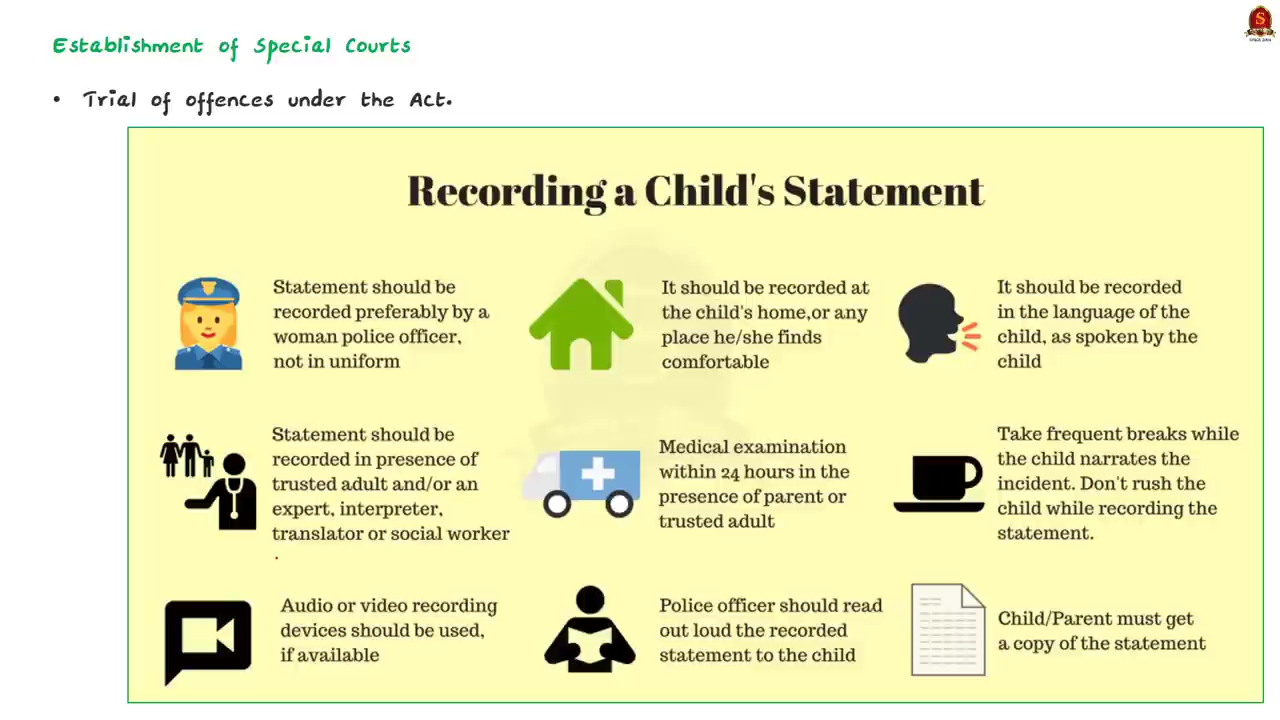 Establishment of Special Courts
• Trial of offences under the Act.
Recording a Child's Statement
Statement should be
recorded preferably by a
woman police officer,
not in uniform
It should be recorded at
the child's home,or any
place he/she finds
comfortable
It should be recorded
in the language of the
child, as spoken by the
child
Statement should be
recorded in presence of
trusted adult and/or an
expert, interpreter,
translator or social worker
Medical examination
within 24 hours in the
presence of parent or
trusted adult
Take frequent breaks while
the child narrates the
incident. Don't rush the
child while recording the
statement.
Audio or video recording
devices should be used,
if available
Police officer should read
out loud the recorded
statement to the child
Child/Parent must get
a copy of the statement